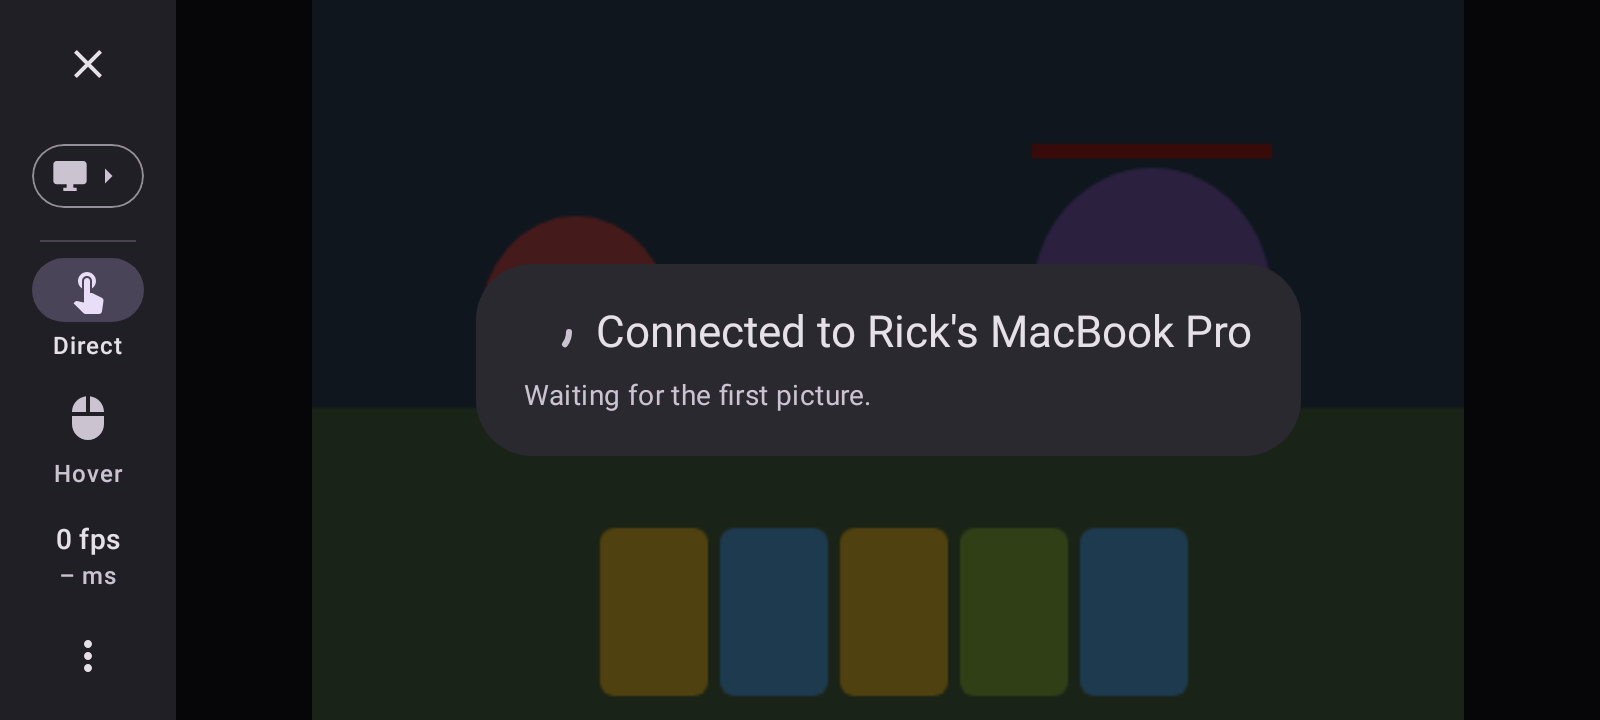 Direct
Hover
0 fps
– ms
Connected to Rick's MacBook Pro
Waiting for the first picture.